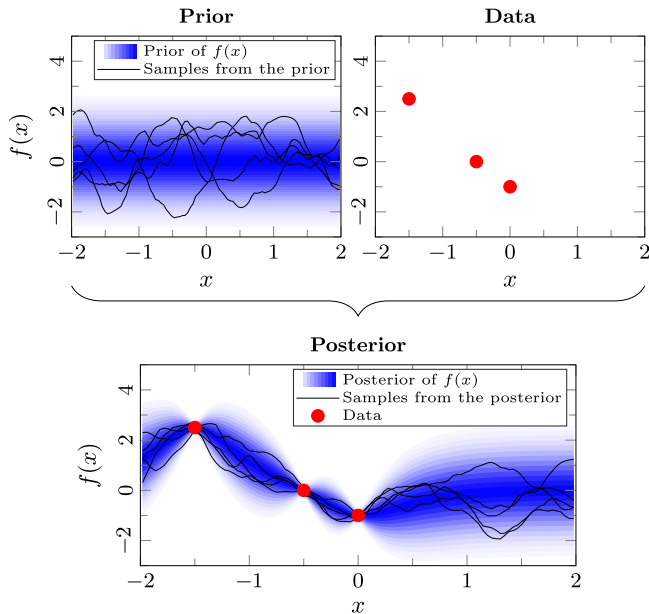 Prior
Data
Prior of f(x)
Samples from the prior
4
2
0
−2
f(x)
−2
−1
0
1
2
x
4
2
0
−2
−2
−1
0
1
2
x
Posterior
Posterior of f(x)
Samples from the posterior
Data
4
2
0
−2
f(x)
−2
−1
0
1
2
x